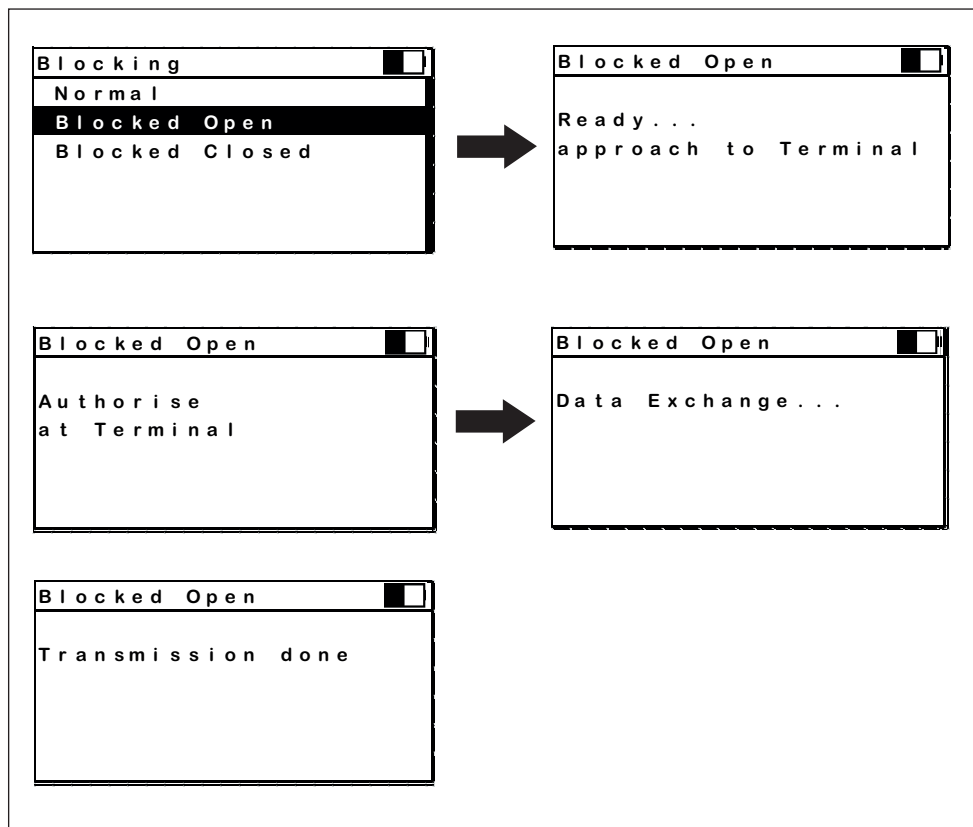 Blocking
Normal
Blocked Open
Blocked Closed
Blocked Open
Ready...
approach to Terminal
Blocked Open
Authorise
at Terminal
Blocked Open
Data Exchange...
Blocked Open
Transmission done